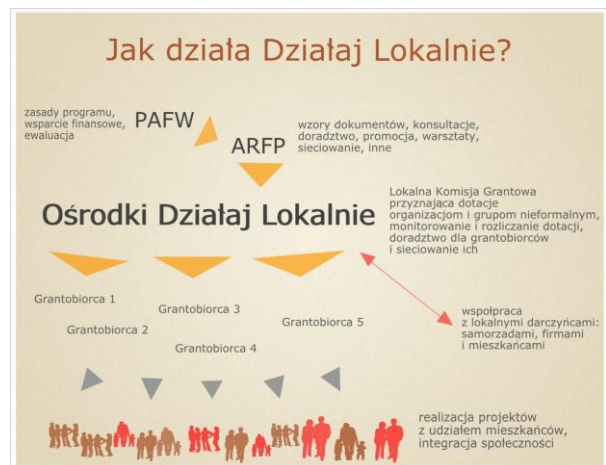 Jak działa Działaj Lokalnie?
zasady programu,
wsparcie finansowe,
ewaluacja
PAFW
ARFP
wzory dokumentów, konsultacje,
doradztwo, promocja, warsztaty,
sieciowanie, inne
Ośrodki Działaj Lokalnie
Lokalna Komisja Grantowa
przyznająca dotacje
organizacjom i grupom nieformalnym,
monitorowanie i rozliczanie dotacji,
doradztwo dla grantobiorców
i sieciowanie ich
Grantobiorca 1
Grantobiorca 2
Grantobiorca 3
Grantobiorca 4
Grantobiorca 5
wspołpraca
z lokalnymi darczyńcami:
samorządami, firmami
i mieszkańcami
realizacja projektów
z udziałem mieszkańców,
integracja społeczności